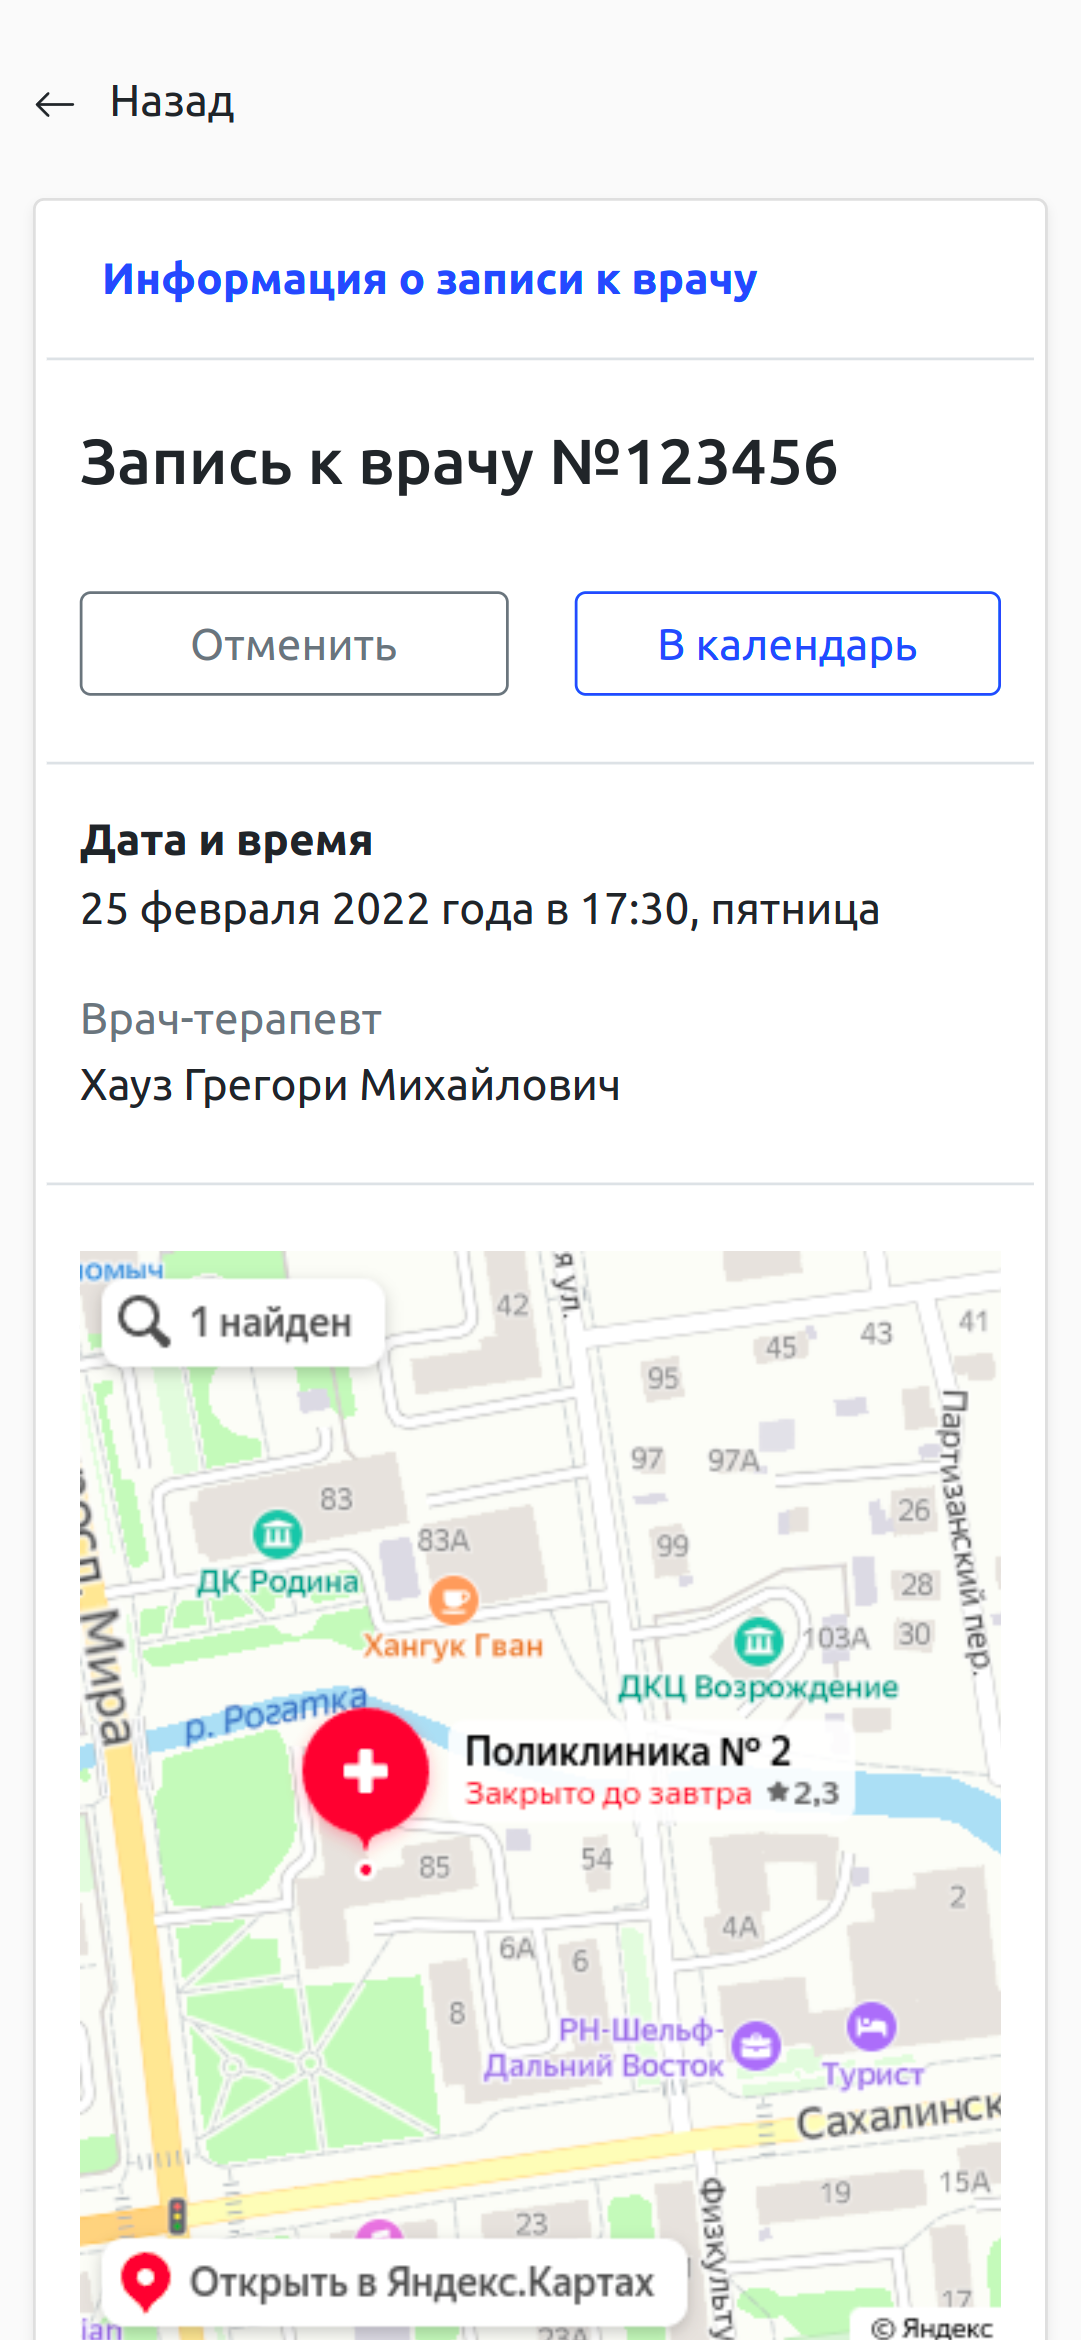 Назад
Информация о записи к врачу
Запись к врачу №123456
Отменить
В календарь
Дата и время
25 февраля 2022 года в 17:30, пятница
Врач-терапевт
Хауз Грегори Михайлович
я ул.
1 найден
42
41
43
45
95
Партизанский пер.
97
97А
83
26
83А
99
ДК Родина
28
Хангук Гван
103А
30
Мира
ДКЦ Возрождение
р. Рогатка
Поликлиника № 2
Закрыто до завтра ★2,3
85
54
2
4А
6А
6
8
РН-Шельф-
Дальний Восток
Турист
Сахалинск
15А
19
Физкульту
23
Открыть в Яндекс.Картах
17
23А
© Яндекс